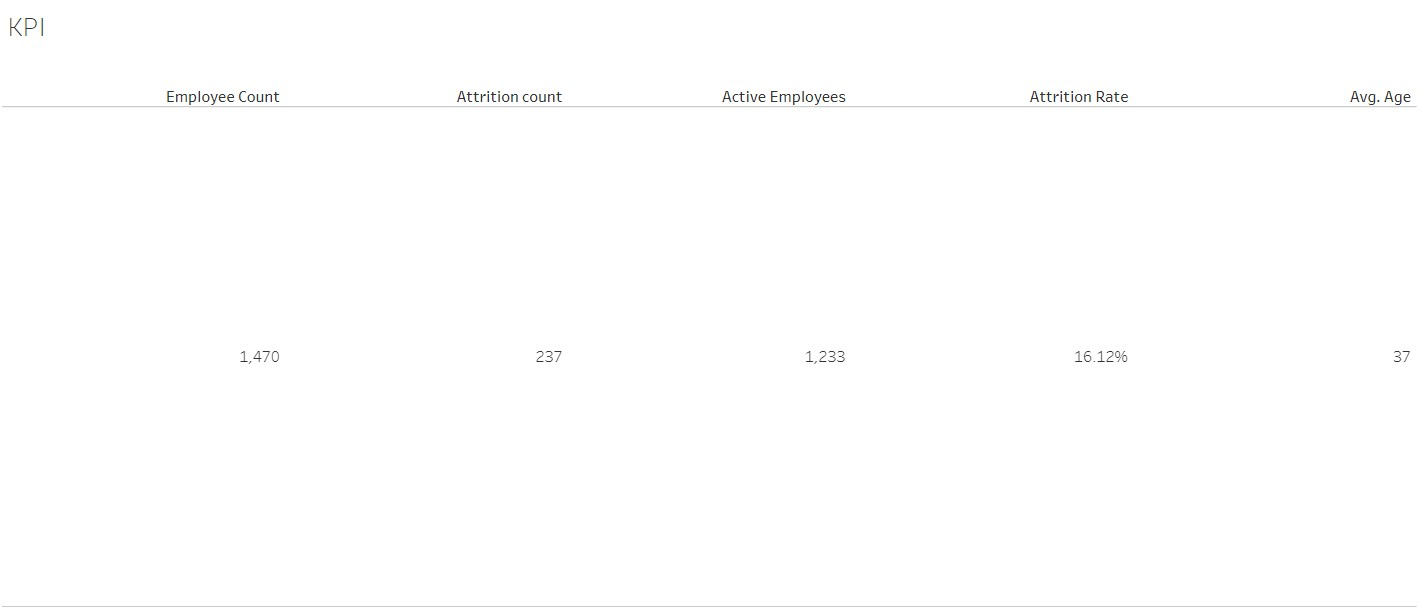 KPI
Employee Count Attrition count Active Employees Attrition Rate Avg. Age
1,470 237 1,233 16.12% 37